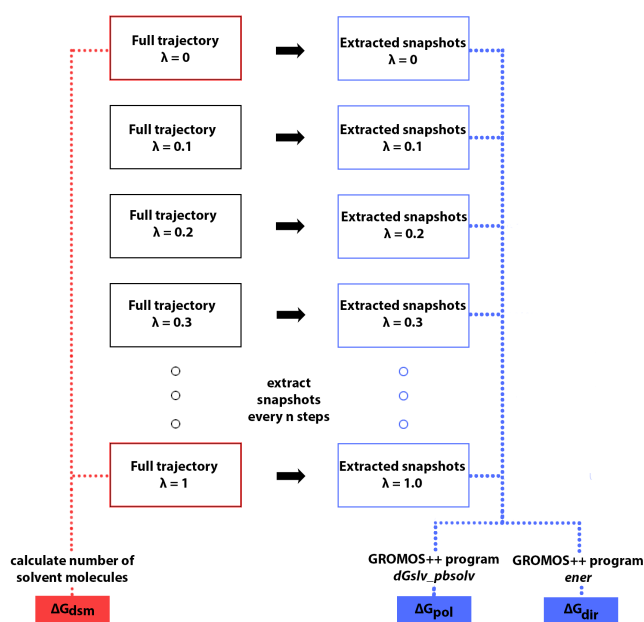 Full trajectory
λ = 0
Extracted snapshots
λ = 0
Full trajectory
λ = 0.1
Extracted snapshots
λ = 0.1
Full trajectory
λ = 0.2
Extracted snapshots
λ = 0.2
Full trajectory
λ = 0.3
Extracted snapshots
λ = 0.3
extract
snapshots
every n steps
Full trajectory
λ = 1
Extracted snapshots
λ = 1.0
calculate number of
solvent molecules
ΔGdsm
GROMOS++ program
dGslv_pbsolv
ΔGpol
GROMOS++ program
ener
ΔGdir